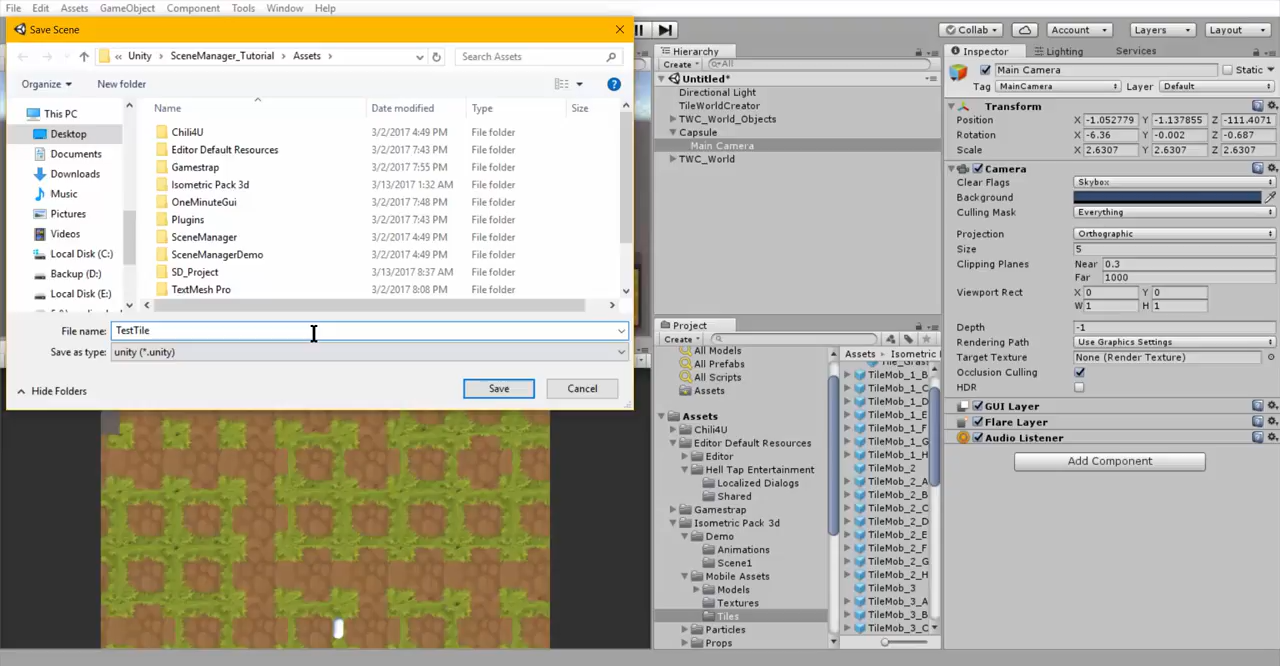 File Edit Assets GameObject Component Tools Window Help
Save Scene
« Unity > SceneManager_Tutorial > Assets >
Search Assets
Organize
New folder
Name Date modified Type Size
This PC
Desktop
Documents
Downloads
Music
Pictures
Videos
Local Disk (C:)
Backup (D:)
Local Disk (E:)
Chili4U 3/2/2017 4:49 PM File folder
Editor Default Resources 3/2/2017 7:43 PM File folder
Gamestrap 3/2/2017 7:55 PM File folder
Isometric Pack 3d 3/13/2017 1:32 AM File folder
OneMinuteGui 3/2/2017 7:48 PM File folder
Plugins 3/2/2017 7:43 PM File folder
SceneManager 3/2/2017 4:49 PM File folder
SceneManagerDemo 3/2/2017 4:49 PM File folder
SD_Project 3/13/2017 8:37 AM File folder
TextMesh Pro 3/2/2017 8:08 PM File folder
File name: TestTile
Save as type: unity (*.unity)
Hide Folders
Save
Cancel
Collab
Account
Layers
Layout
Hierarchy
Create
All
Untitled*
Directional Light
TileWorldCreator
TWC_World_Objects
Capsule
Main Camera
TWC_World
Project
Create
All Models
All Prefabs
All Scripts
Assets
Assets
Chili4U
Editor Default Resources
Editor
Hell Tap Entertainment
Localized Dialogs
Shared
Gamestrap
Isometric Pack 3d
Demo
Animations
Scene1
Mobile Assets
Models
Textures
Tiles
Particles
Props
Assets > Isometric
TileMob_1_B
TileMob_1_C
TileMob_1_D
TileMob_1_E
TileMob_1_F
TileMob_1_G
TileMob_1_H
TileMob_2
TileMob_2_A
TileMob_2_B
TileMob_2_C
TileMob_2_D
TileMob_2_E
TileMob_2_F
TileMob_2_G
TileMob_2_H
TileMob_3
TileMob_3_A
TileMob_3_B
TileMob_3_C
Inspector Lighting Services
Main Camera Static
Tag MainCamera Layer Default
Transform
Position X -1.052779 Y -1.137855 Z -111.4071
Rotation X -6.36 Y -0.002 Z -0.687
Scale X 2.6307 Y 2.6307 Z 2.6307
Camera
Clear Flags Skybox
Background
Culling Mask Everything
Projection Orthographic
Size 5
Clipping Planes Near 0.3
Far 1000
Viewport Rect X 0 Y 0
W 1 H 1
Depth -1
Rendering Path Use Graphics Settings
Target Texture None (Render Texture)
Occlusion Culling
HDR
GUI Layer
Flare Layer
Audio Listener
Add Component